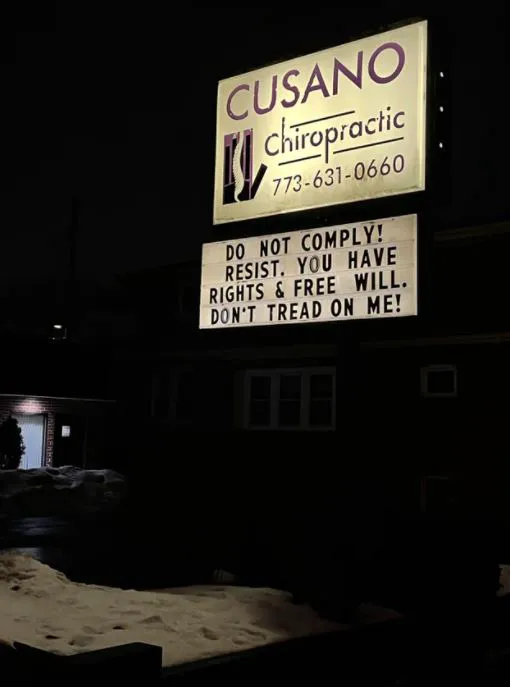 CUSANO
Chiropractic
773-631-0660
DO NOT COMPLY!
RESIST. YOU HAVE
RIGHTS & FREE WILL.
DON'T TREAD ON ME!